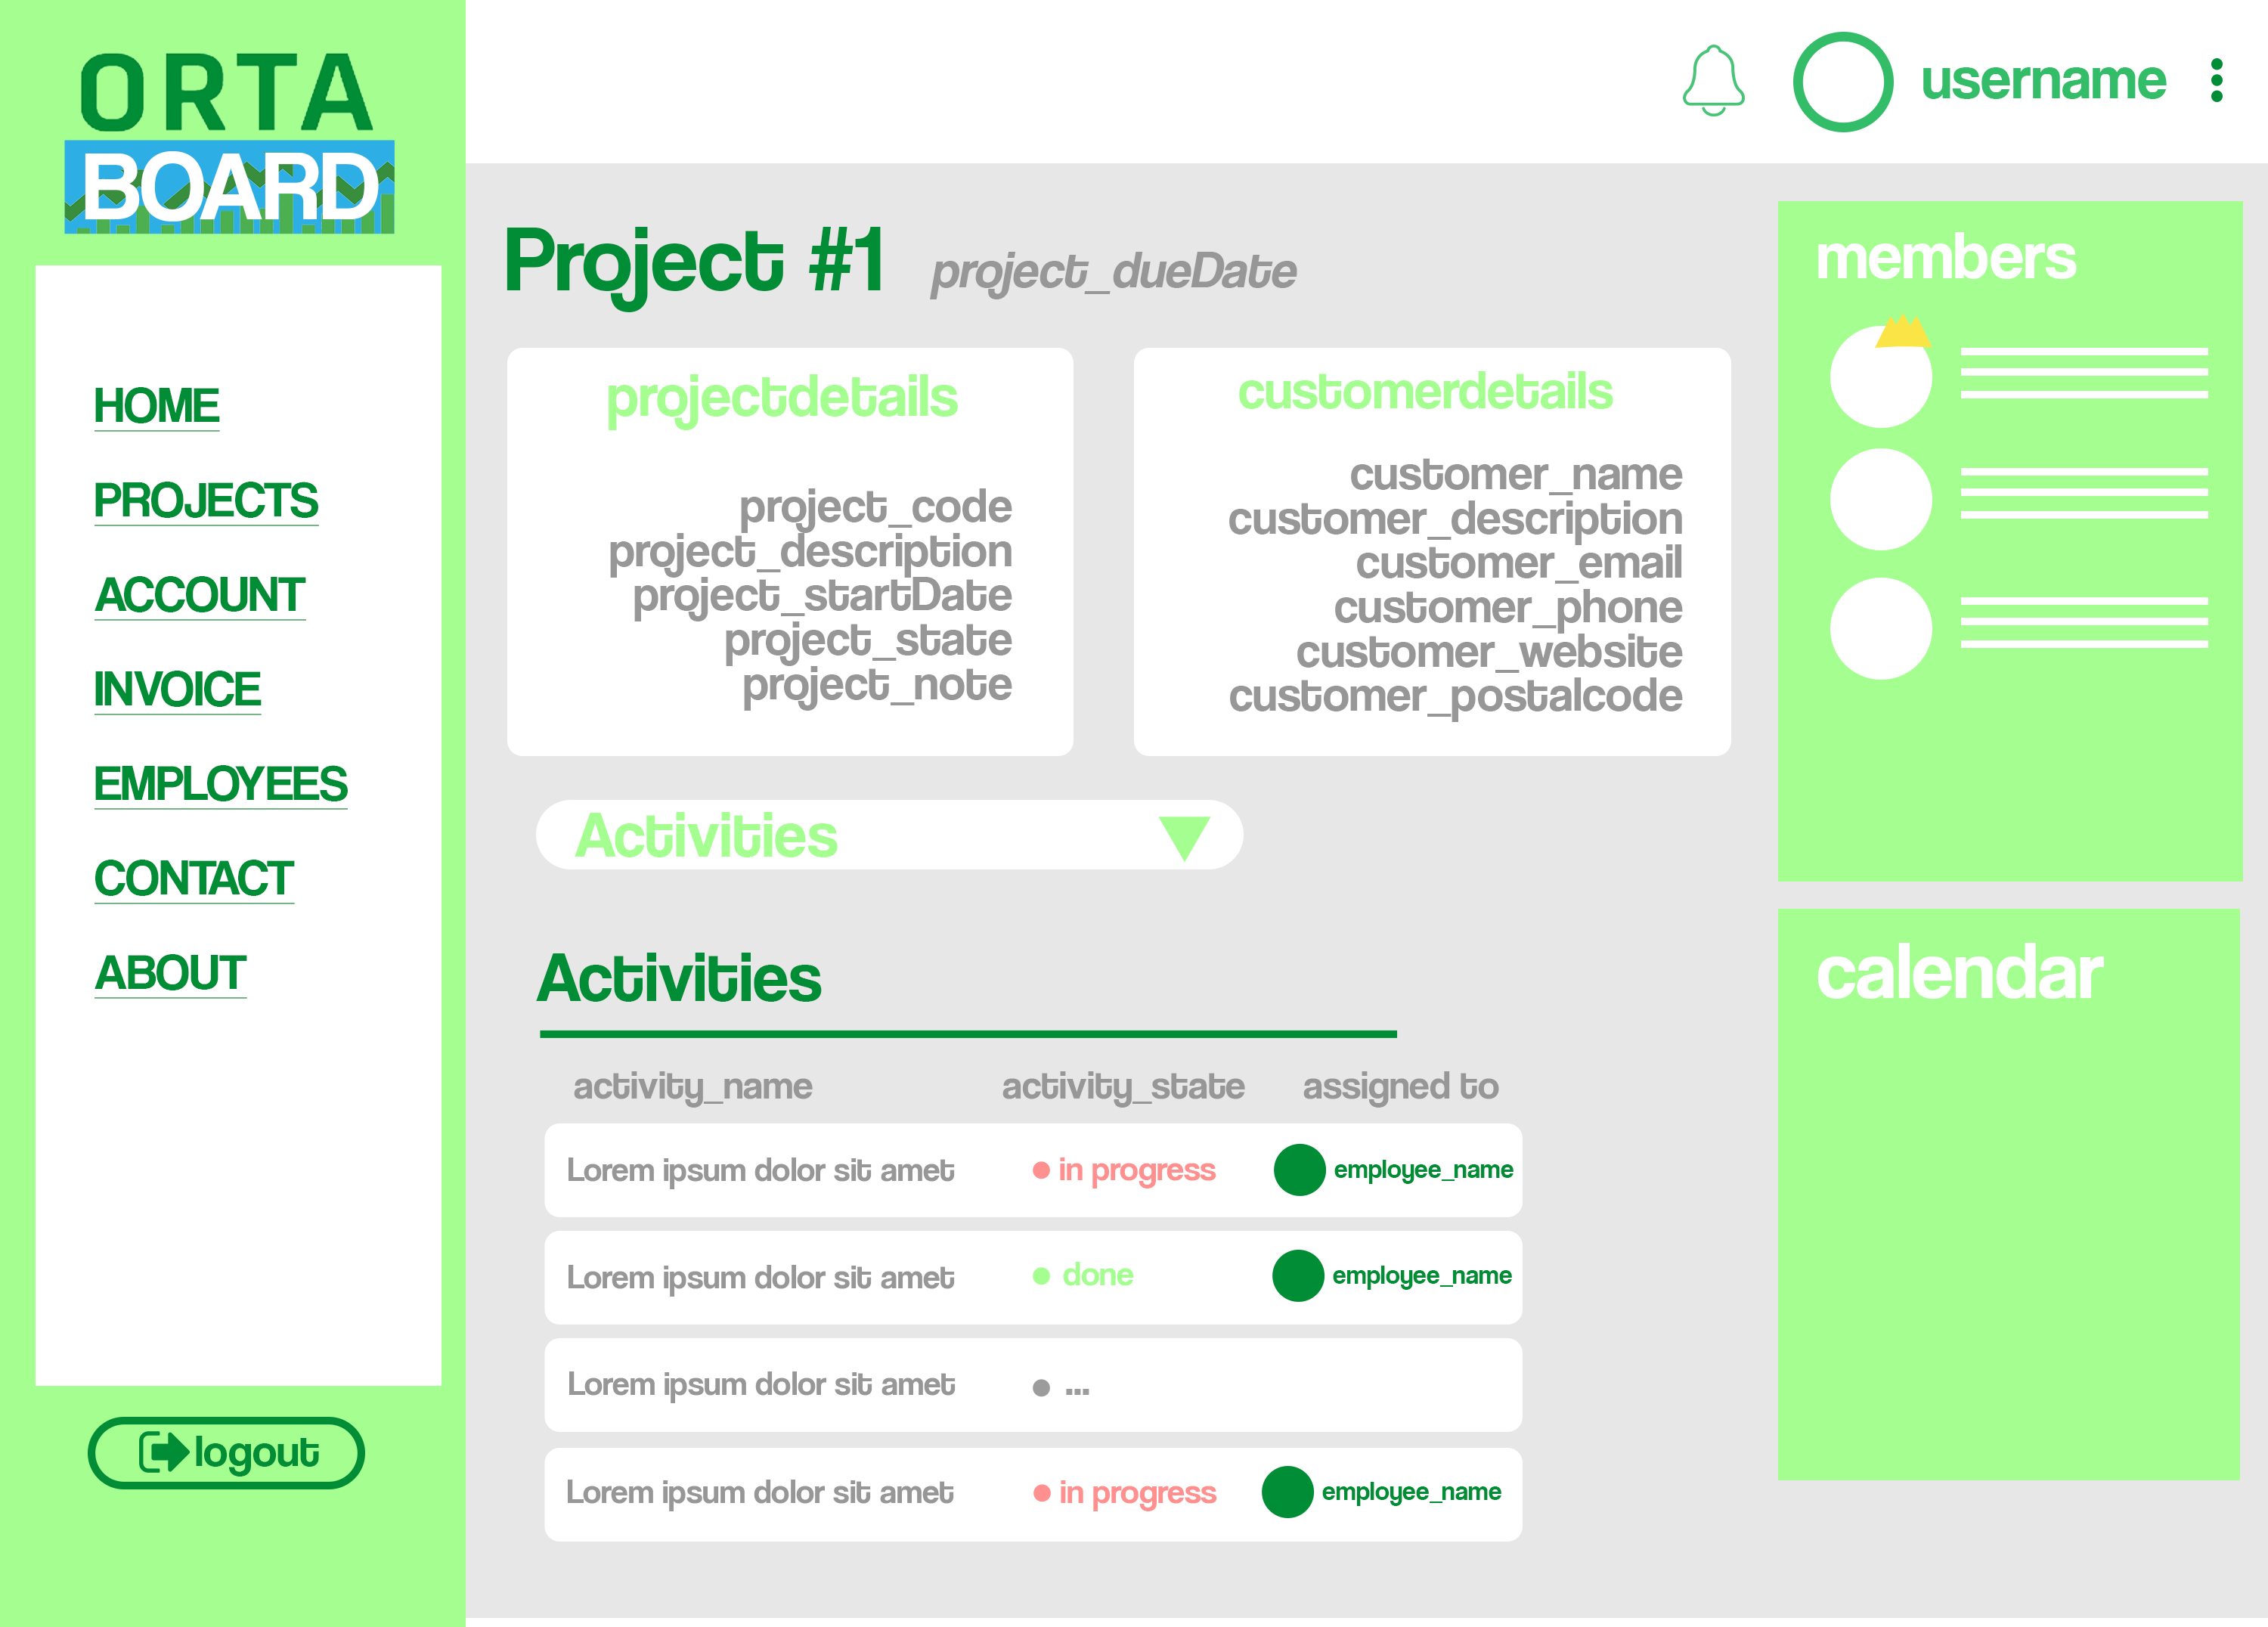 ORTA
BOARD
HOME
PROJECTS
ACCOUNT
INVOICE
EMPLOYEES
CONTACT
ABOUT
logout
username
Project #1 project_dueDate
projectdetails
project_code
project_description
project_startDate
project_state
project_note
customerdetails
customer_name
customer_description
customer_email
customer_phone
customer_website
customer_postalcode
Activities
Activities
activity_name activity_state assigned to
Lorem ipsum dolor sit amet in progress employee_name
Lorem ipsum dolor sit amet done employee_name
Lorem ipsum dolor sit amet ...
Lorem ipsum dolor sit amet in progress employee_name
members
calendar